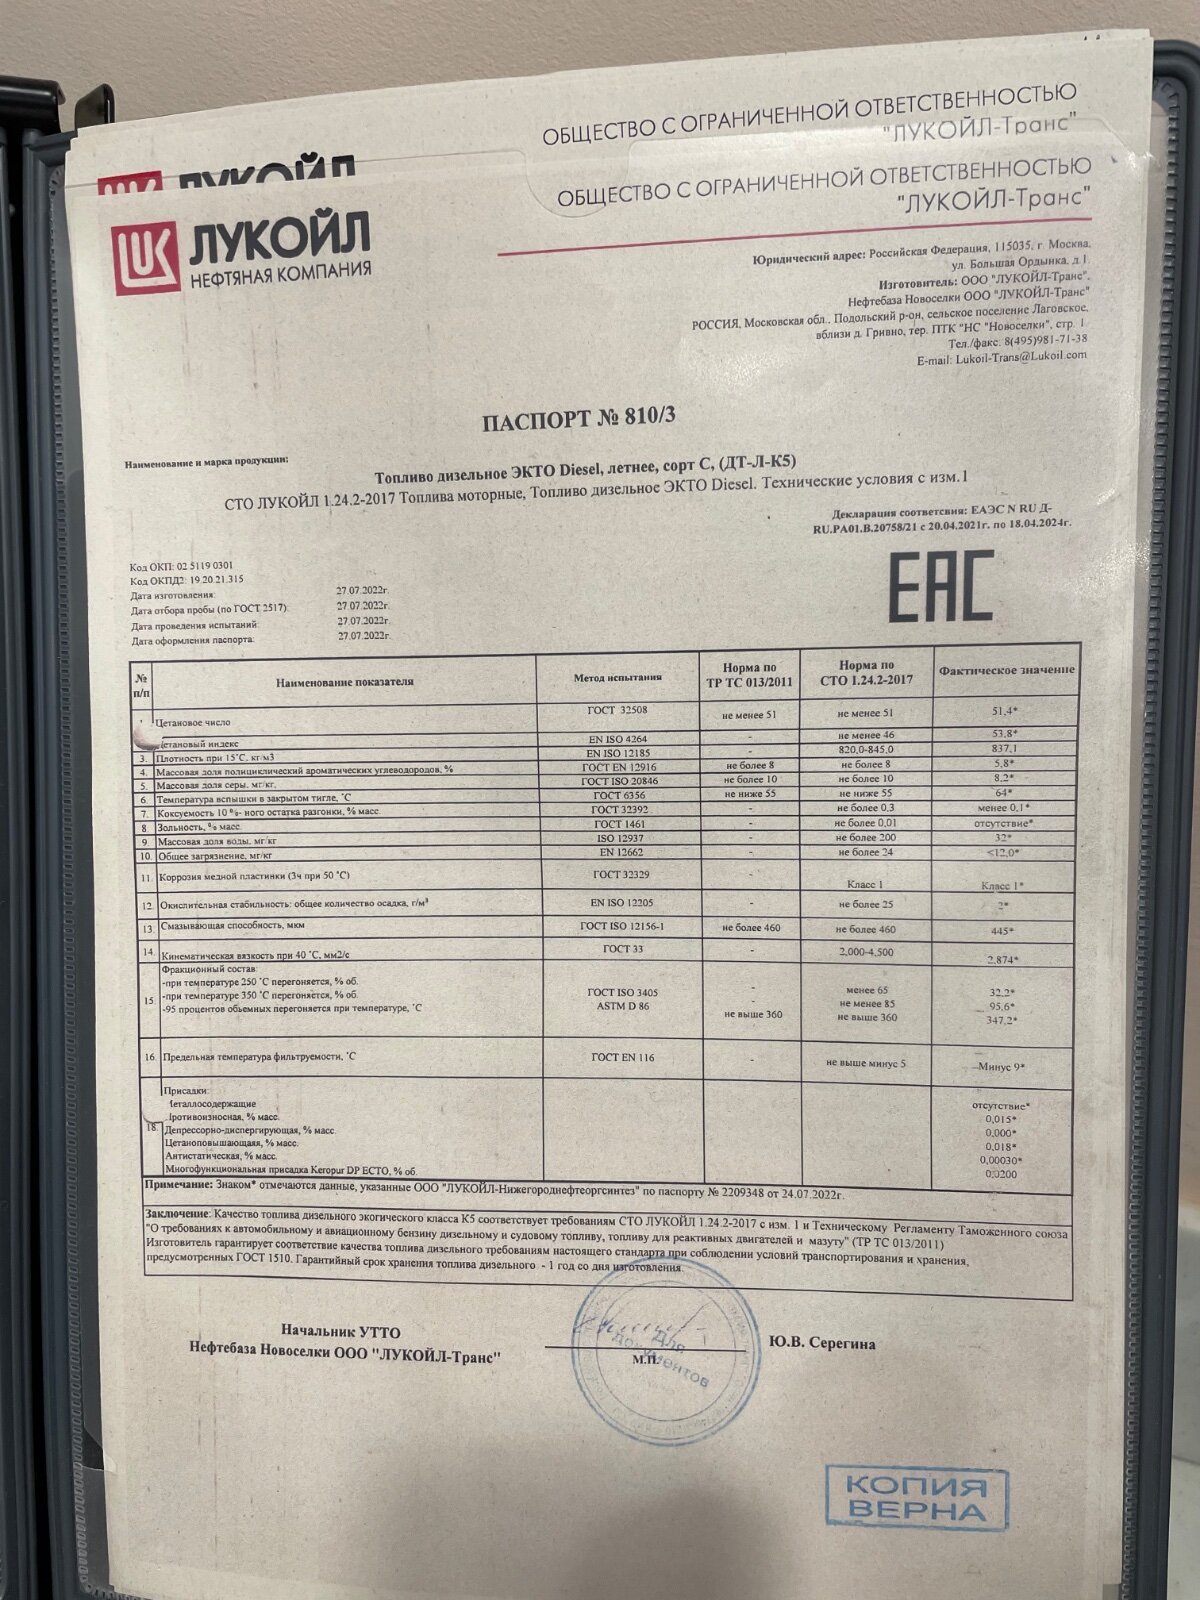 ОБЩЕСТВО С ОГРАНИЧЕННОЙ ОТВЕТСТВЕННОСТЬЮ
"ЛУКОЙЛ-Транс"
ЛУКОЙЛ
ОБЩЕСТВО С ОГРАНИЧЕННОЙ ОТВЕТСТВЕННОСТЬЮ
"ЛУКОЙЛ-Транс"
ЛУКОЙЛ
НЕФТЯНАЯ КОМПАНИЯ
Юридический адрес: Российская Федерация, 115035, г. Москва,
ул. Большая Ордынка, д.1.
Изготовитель: ООО "ЛУКОЙЛ-Транс",
Нефтебаза Новоселки ООО "ЛУКОЙЛ-Транс"
РОССИЯ, Московская обл., Подольский р-он, сельское поселение Лаговское,
вблизи д. Гривно, тер. ПТК "НС "Новоселки", стр. 1
Тел./факс: 8(495)981-71-38
E-mail: Lukoil-Trans@Lukoil.com
ПАСПОРТ № 810/3
Наименование и марка продукции:
Топливо дизельное ЭКТО Diesel, летнее, сорт С, (ДТ-Л-К5)
СТО ЛУКОЙЛ 1.24.2-2017 Топлива моторные, Топливо дизельное ЭКТО Diesel. Технические условия с изм.1
Декларация соответсвия: ЕАЭС N RU Д-
RU.РА01.В.20758/21 с 20.04.2021г. по 18.04.2024г.
EAC
Код ОКП: 02 5119 0301
Код ОКПД2: 19.20.21.315
Дата изготовления: 27.07.2022г.
Дата отбора пробы (по ГОСТ 2517): 27.07.2022г.
Дата проведения испытаний: 27.07.2022г.
Дата оформления паспорта: 27.07.2022г.
№ п/п Наименование показателя Метод испытания Норма по ТР ТС 013/2011 Норма по СТО 1.24.2-2017 Фактическое значение
Цетановое число ГОСТ 32508 не менее 51 не менее 51 51,4*
етановый индекс EN ISO 4264 - не менее 46 53,8*
3. Плотность при 15˚С, кг/м3 EN ISO 12185 - 820,0-845,0 837,1
4. Массовая доля полициклический ароматических углеводородов, % ГОСТ EN 12916 не более 8 не более 8 5,8*
5. Массовая доля серы, мг/кг, ГОСТ ISO 20846 не более 10 не более 10 8,2*
6. Температура вспышки в закрытом тигле, ˚С ГОСТ 6356 не ниже 55 не ниже 55 64*
7. Коксуемость 10 %- ного остатка разгонки, % масс. ГОСТ 32392 - не более 0,3 менее 0,1*
8. Зольность, % масс. ГОСТ 1461 - не более 0,01 отсутствие*
9. Массовая доля воды, мг/кг ISO 12937 - не более 200 32*
10. Общее загрязнение, мг/кг EN 12662 - не более 24 <12,0*
11. Коррозия медной пластинки (3ч при 50 ˚С) ГОСТ 32329 - Класс 1 Класс 1*
12. Окислительная стабильность: общее количество осадка, г/м³ EN ISO 12205 - не более 25 2*
13. Смазывающая способность, мкм ГОСТ ISO 12156-1 не более 460 не более 460 445*
14. Кинематическая вязкость при 40 ˚С, мм2/с ГОСТ 33 - 2,000-4,500 2,874*
15. Фракционный состав:
-при температуре 250 ˚С перегоняется, % об. ГОСТ ISO 3405 - менее 65 32,2*
-при температуре 350 ˚С перегоняется, % об. ASTM D 86 - не менее 85 95,6*
-95 процентов объемных перегоняется при температуре, ˚С не выше 360 не выше 360 347,2*
16. Предельная температура фильтруемости, ˚С ГОСТ EN 116 - не выше минус 5 Минус 9*
18. Присадки:
еталлосодержащие отсутствие*
ротивоизносная, % масс. 0,015*
Депрессорно-диспергирующая, % масс. 0,000*
Цетаноповышающаяя, % масс. 0,018*
Антистатическая, % масс. 0,00030*
Многофункциональная присадка Keropur DP ECTO, % об. 0,0200
Примечание: Знаком* отмечаются данные, указанные ООО "ЛУКОЙЛ-Нижегороднефтеоргсинтез" по паспорту № 2209348 от 24.07.2022г.
Заключение: Качество топлива дизельного экогического класса К5 соответствует требованиям СТО ЛУКОЙЛ 1.24.2-2017 с изм. 1 и Техническому Регламенту Таможенного союза
"О требованиях к автомобильному и авиационному бензину дизельному и судовому топливу, топливу для реактивных двигателей и мазуту" (ТР ТС 013/2011)
Изготовитель гарантирует соответствие качества топлива дизельного требованиям настоящего стандарта при соблюдении условий транспортирования и хранения,
предусмотренных ГОСТ 1510. Гарантийный срок хранения топлива дизельного - 1 год со дня изготовления.
Начальник УТТО
Нефтебаза Новоселки ООО "ЛУКОЙЛ-Транс"
М.П.
Для
документов
Ю.В. Серегина
КОПИЯ
ВЕРНА